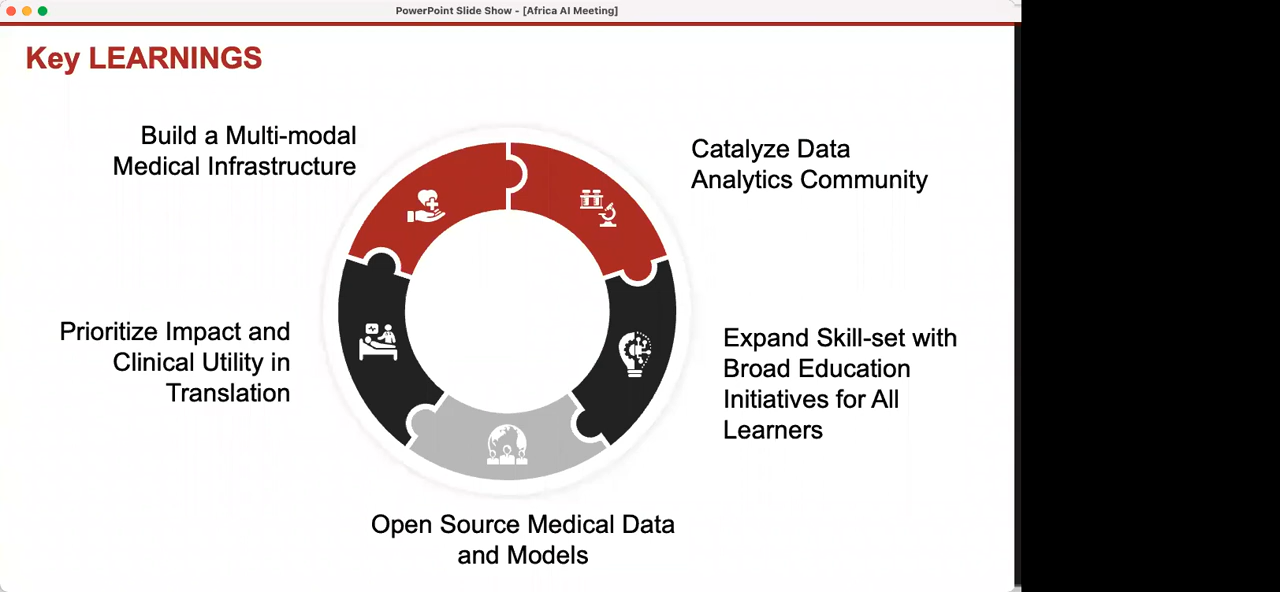 PowerPoint Slide Show - [Africa AI Meeting]
Key LEARNINGS
Build a Multi-modal
Medical Infrastructure
Catalyze Data
Analytics Community
Prioritize Impact and
Clinical Utility in
Translation
Expand Skill-set with
Broad Education
Initiatives for All
Learners
Open Source Medical Data
and Models